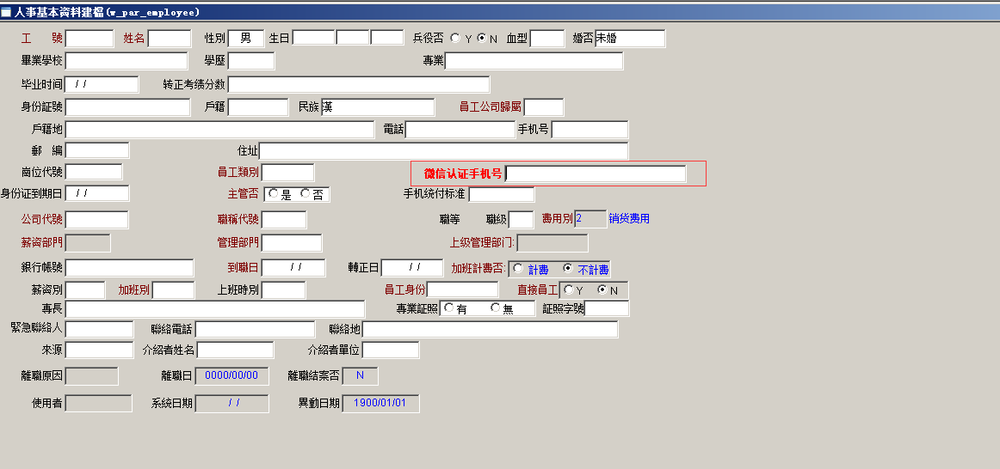 人事基本資料建檔(w_par_employee)
工 號 姓名 性別 男 生日 兵役否 Y N 血型 婚否 未婚
畢業學校 學歷 專業
毕业时间 / / 转正考绩分数
身份証號 戶籍 民族 漢 員工公司歸屬
戶籍地 電話 手机号
郵 編 住址
崗位代號 員工類別 微信认证手机号
身份证到期日 / / 主管否 是 否 手机统付标准
公司代號 職稱代號 職等 職級 費用別 2 销货费用
薪資部門 管理部門 上级管理部门:
銀行帳號 到職日 / / 轉正日 / / 加班計費否: 計費 不計費
薪資別 加班別 上班時別 員工身份 直接員工 Y N
專長 專業証照 有 無 証照字號
緊急聯絡人 聯絡電話 聯絡地
來源 介紹者姓名 介紹者單位
離職原因 離職日 0000/00/00 離職結案否 N
使用者 系統日期 / / 異動日期 1900/01/01